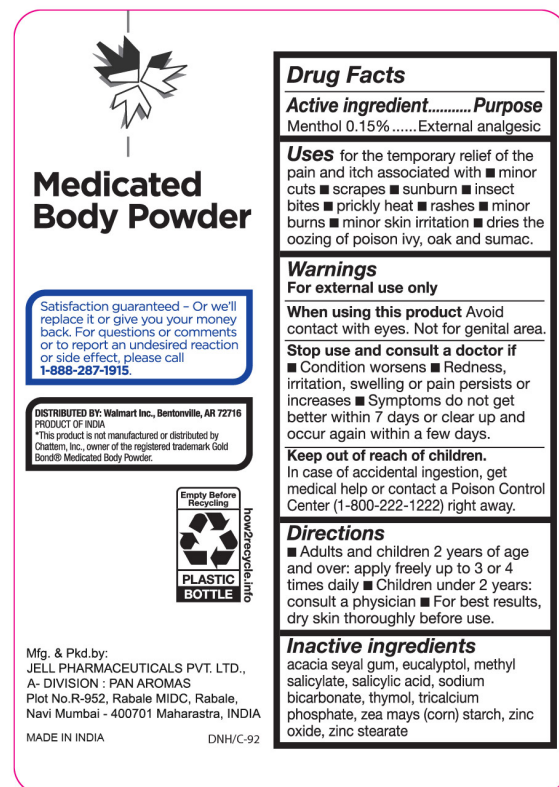 Medicated
Body Powder
Satisfaction guaranteed – Or we'll
replace it or give you your money
back. For questions or comments
or to report an undesired reaction
or side effect, please call
1-888-287-1915.
DISTRIBUTED BY: Walmart Inc., Bentonville, AR 72716
PRODUCT OF INDIA
*This product is not manufactured or distributed by
Chattem, Inc., owner of the registered trademark Gold
Bond® Medicated Body Powder.
Empty Before
Recycling
PLASTIC
BOTTLE
how2recycle.info
Mfg. & Pkd.by:
JELL PHARMACEUTICALS PVT. LTD.,
A- DIVISION : PAN AROMAS
Plot No.R-952, Rabale MIDC, Rabale,
Navi Mumbai - 400701 Maharastra, INDIA
MADE IN INDIA DNH/C-92
Drug Facts
Active ingredient...........Purpose
Menthol 0.15%......External analgesic
Uses for the temporary relief of the
pain and itch associated with ■ minor
cuts ■ scrapes ■ sunburn ■ insect
bites ■ prickly heat ■ rashes ■ minor
burns ■ minor skin irritation ■ dries the
oozing of poison ivy, oak and sumac.
Warnings
For external use only
When using this product Avoid
contact with eyes. Not for genital area.
Stop use and consult a doctor if
■ Condition worsens ■ Redness,
irritation, swelling or pain persists or
increases ■ Symptoms do not get
better within 7 days or clear up and
occur again within a few days.
Keep out of reach of children.
In case of accidental ingestion, get
medical help or contact a Poison Control
Center (1-800-222-1222) right away.
Directions
■ Adults and children 2 years of age
and over: apply freely up to 3 or 4
times daily ■ Children under 2 years:
consult a physician ■ For best results,
dry skin thoroughly before use.
Inactive ingredients
acacia seyal gum, eucalyptol, methyl
salicylate, salicylic acid, sodium
bicarbonate, thymol, tricalcium
phosphate, zea mays (corn) starch, zinc
oxide, zinc stearate